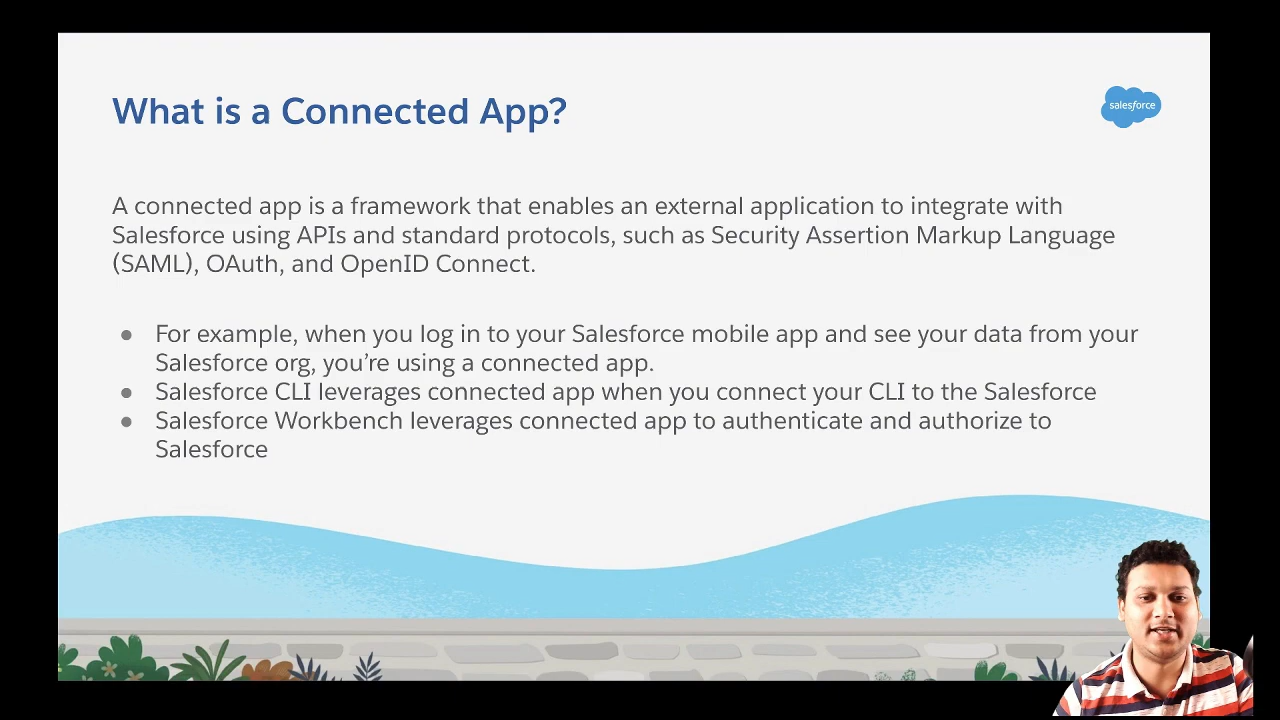 What is a Connected App?
salesforce
A connected app is a framework that enables an external application to integrate with
Salesforce using APIs and standard protocols, such as Security Assertion Markup Language
(SAML), OAuth, and OpenID Connect.
● For example, when you log in to your Salesforce mobile app and see your data from your
Salesforce org, you’re using a connected app.
● Salesforce CLI leverages connected app when you connect your CLI to the Salesforce
● Salesforce Workbench leverages connected app to authenticate and authorize to
Salesforce